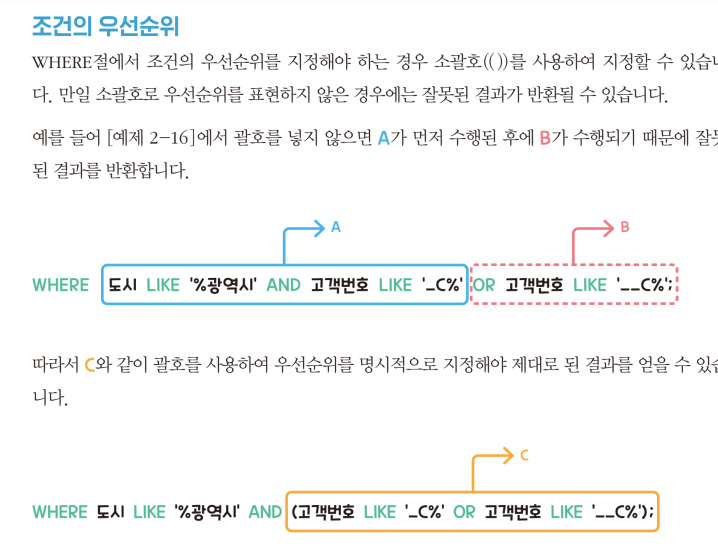 조건의 우선순위
WHERE절에서 조건의 우선순위를 지정해야 하는 경우 소괄호(())를 사용하여 지정할 수 있습니
다. 만일 소괄호로 우선순위를 표현하지 않은 경우에는 잘못된 결과가 반환될 수 있습니다.
예를 들어 [예제 2-16]에서 괄호를 넣지 않으면 A가 먼저 수행된 후에 B가 수행되기 때문에 잘못
된 결과를 반환합니다.
A
B
WHERE 도시 LIKE '%광역시' AND 고객번호 LIKE '_C%' OR 고객번호 LIKE '__C%';
따라서 C와 같이 괄호를 사용하여 우선순위를 명시적으로 지정해야 제대로 된 결과를 얻을 수 있습
니다.
C
WHERE 도시 LIKE '%광역시' AND (고객번호 LIKE '_C%' OR 고객번호 LIKE '__C%');